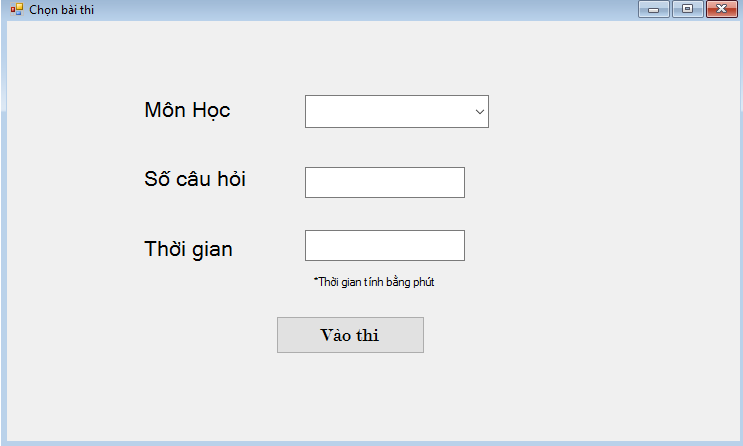 Chọn bài thi
Môn Học
Số câu hỏi
Thời gian
*Thời gian tính bằng phút
Vào thi